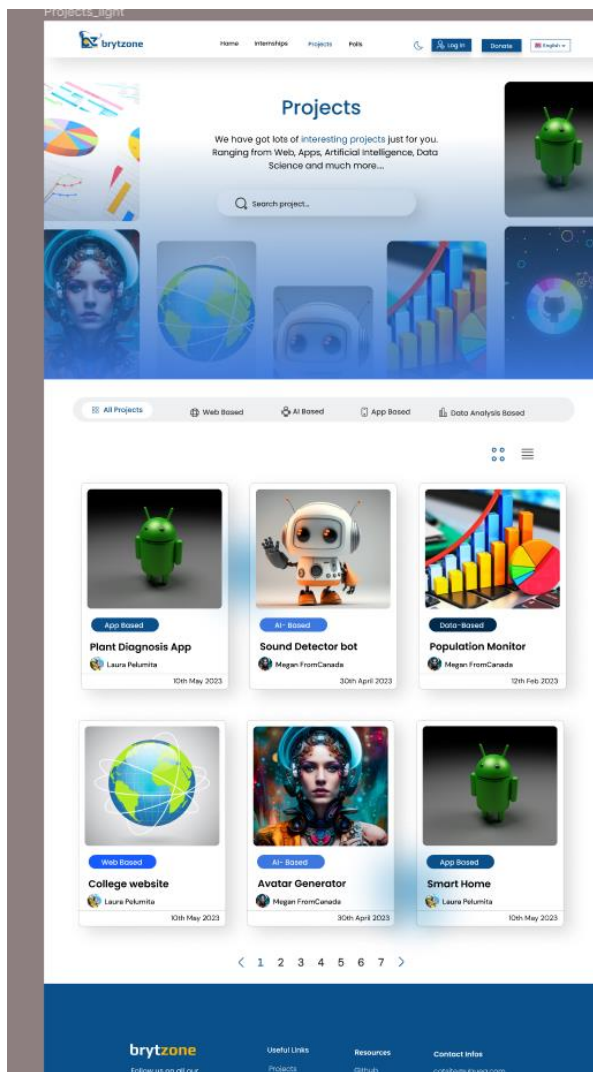 Projects_light
brytzone
Home Internships Projects Polls Log In Donate English
Projects
We have got lots of interesting projects just for you.
Ranging from Web, Apps, Artificial Intelligence, Data
Science and much more....
Search project...
All Projects Web Based AI Based App Based Data Analysis Based
App Based AI- Based Data-Based
Plant Diagnosis App Sound Detector bot Population Monitor
Laura Pelumita Megan FromCanada Megan FromCanada
10th May 2023 30th April 2023 12th Feb 2023
Web Based AI- Based App Based
College website Avatar Generator Smart Home
Laura Pelumita Megan FromCanada Laura Pelumita
10th May 2023 30th April 2023 10th May 2023
< 1 2 3 4 5 6 7 >
brytzone Useful Links Resources Contact Infos
Projects Github
Follow us on all our